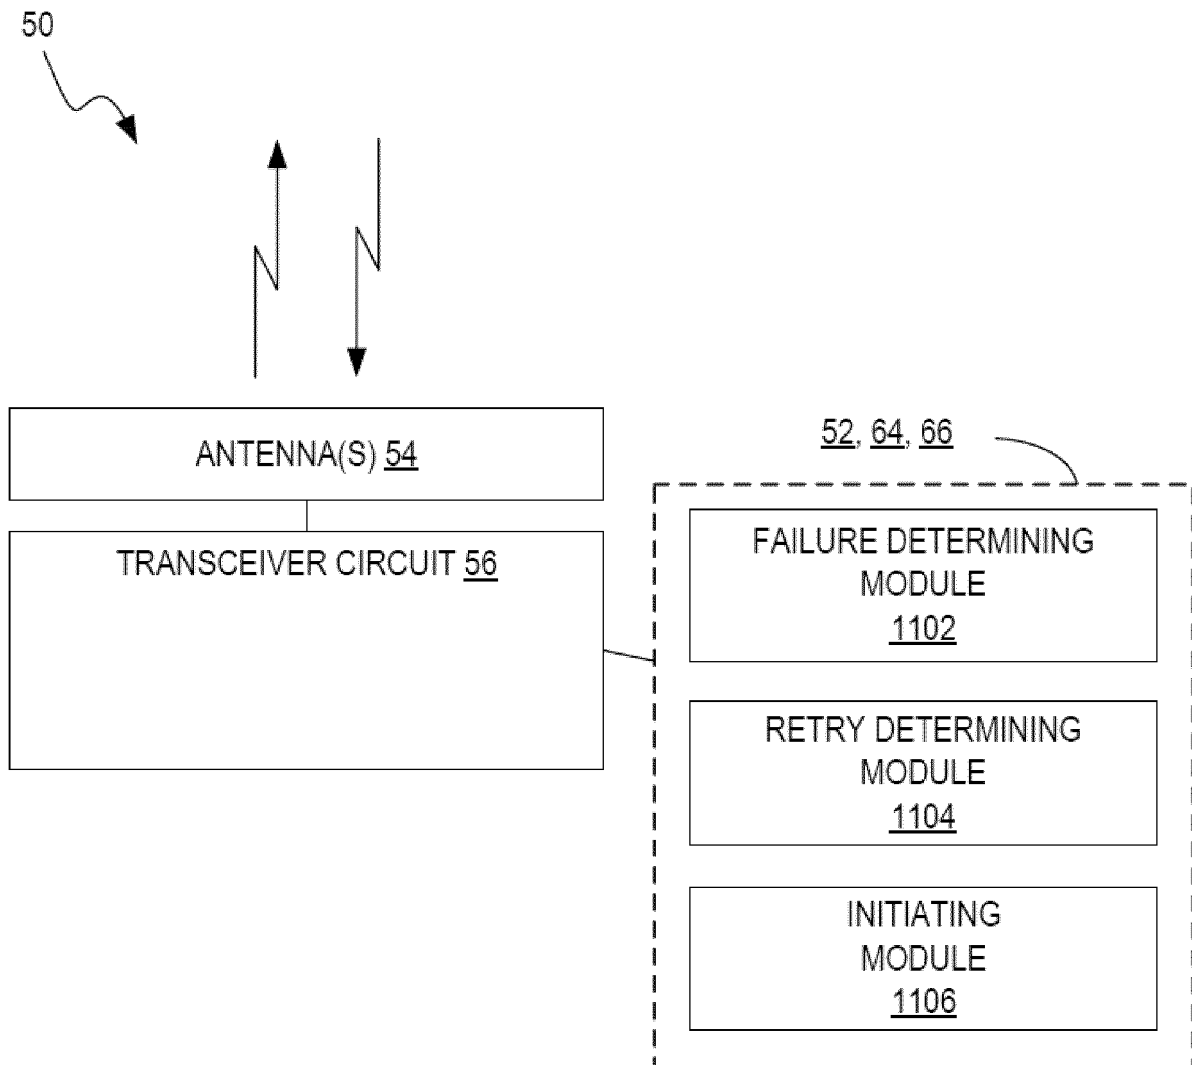 50
ANTENNA(S) 54
52, 64, 66
TRANSCEIVER CIRCUIT 56
FAILURE DETERMINING
MODULE
1102
RETRY DETERMINING
MODULE
1104
INITIATING
MODULE
1106